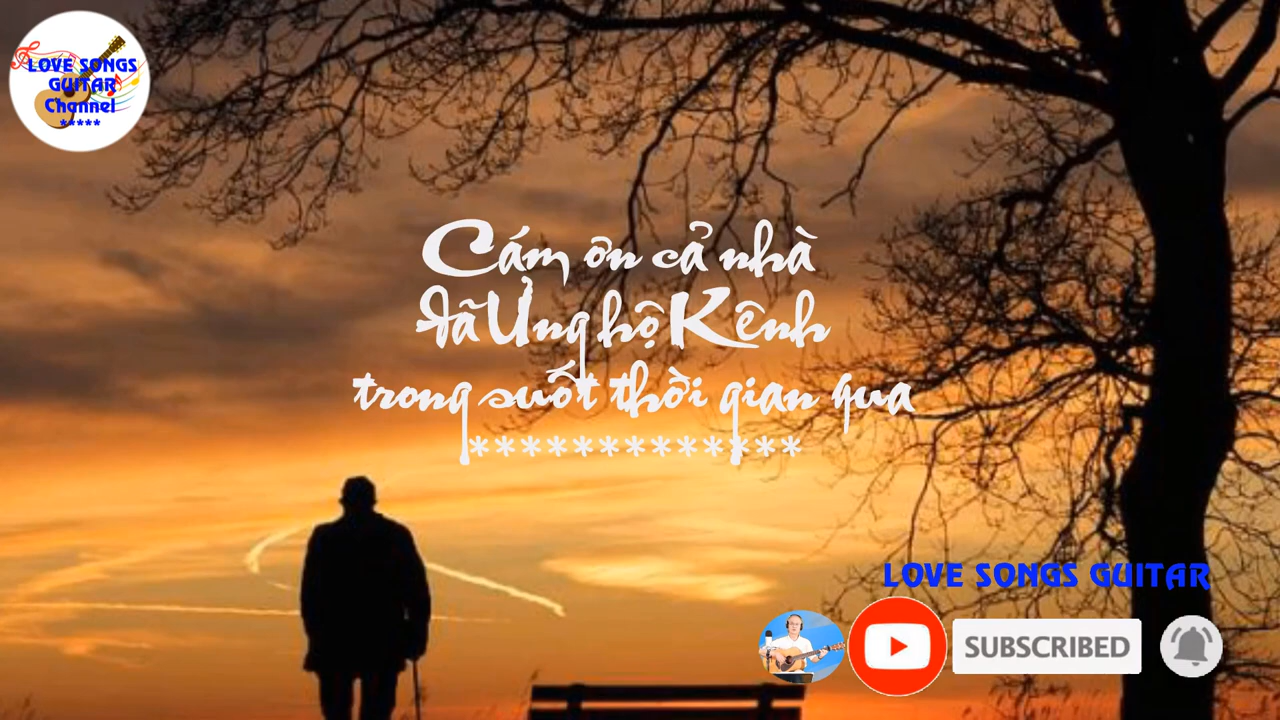 LOVE SONGS
GUITAR
Channel
*****
Cám ơn cả nhà
đã Ủng hộ Kênh
trong suốt thời gian qua
*************
LOVE SONGS GUITAR
SUBSCRIBED